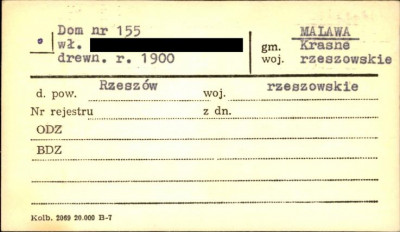 Dom nr 155
wł.
drewn. r. 1900
MALAWA
gm. Krasne
woj. rzeszowskie
d. pow. Rzeszów woj. rzeszowskie
Nr rejestru z dn.
ODZ
BDZ
Kolb. 2069 20.000 B-7